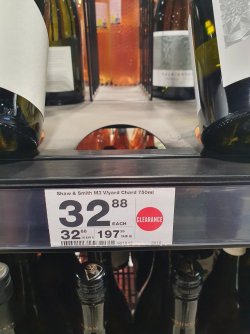 Shaw & Smith M3 V/yard Chard 750ml
32 88
EACH
CLEARANCE
32 88
197